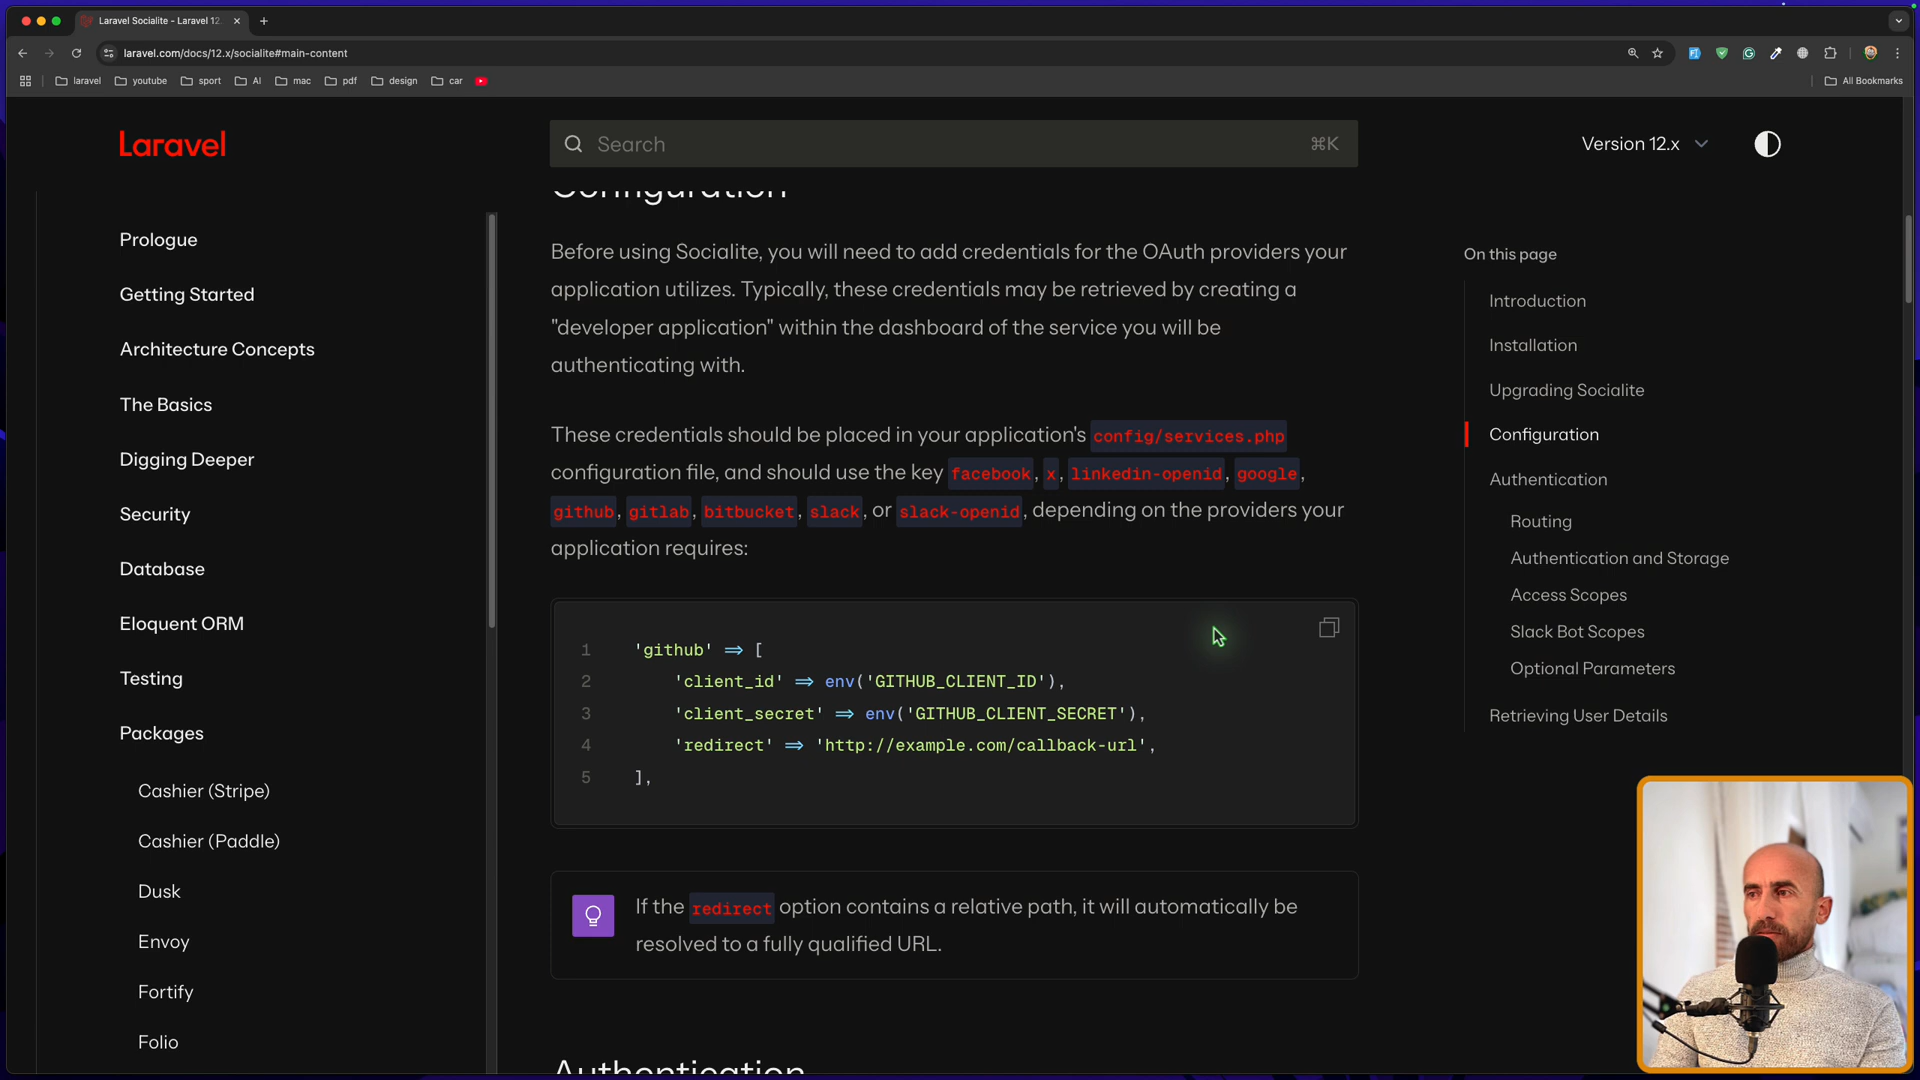 Laravel Socialite - Laravel 12.
laravel.com/docs/12.x/socialite#main-content
laravel
youtube
sport
AI
mac
pdf
design
car
All Bookmarks
Laravel
Search
⌘K
Version 12.x
Prologue
Getting Started
Architecture Concepts
The Basics
Digging Deeper
Security
Database
Eloquent ORM
Testing
Packages
Cashier (Stripe)
Cashier (Paddle)
Dusk
Envoy
Fortify
Folio
Configuration
Before using Socialite, you will need to add credentials for the OAuth providers your
application utilizes. Typically, these credentials may be retrieved by creating a
"developer application" within the dashboard of the service you will be
authenticating with.
These credentials should be placed in your application's config/services.php
configuration file, and should use the key facebook, x, linkedin-openid, google,
github, gitlab, bitbucket, slack, or slack-openid, depending on the providers your
application requires:
1 'github' => [
2 'client_id' => env('GITHUB_CLIENT_ID'),
3 'client_secret' => env('GITHUB_CLIENT_SECRET'),
4 'redirect' => 'http://example.com/callback-url',
5 ],
If the redirect option contains a relative path, it will automatically be
resolved to a fully qualified URL.
Authentication
On this page
Introduction
Installation
Upgrading Socialite
Configuration
Authentication
Routing
Authentication and Storage
Access Scopes
Slack Bot Scopes
Optional Parameters
Retrieving User Details